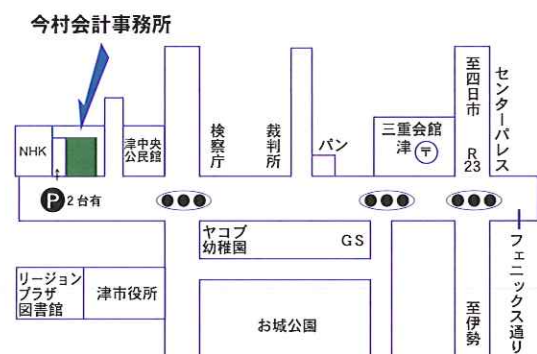 今村会計事務所
NHK
津中央
公民館
検察庁
裁判所
パン
三重会館
津〒
至四日市
R
23
センターパレス
P2台有
ヤコブ
幼稚園
GS
リージョン
プラザ
図書館
津市役所
お城公園
至伊勢
フェニックス通り